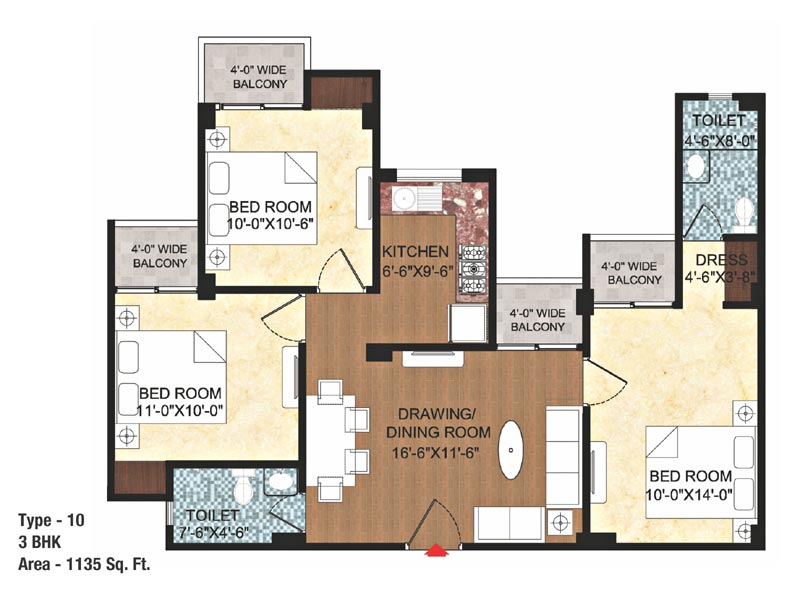 4'-0" WIDE
BALCONY
TOILET
4'-6"X8'-0"
BED ROOM
10'-0"X10'-6"
4'-0" WIDE
BALCONY
KITCHEN
6'-6"X9'-6"
4'-0" WIDE
BALCONY
DRESS
4'-6"X3'-8"
4'-0" WIDE
BALCONY
BED ROOM
11'-0"X10'-0"
DRAWING/
DINING ROOM
16'-6"X11'-6"
BED ROOM
10'-0"X14'-0"
TOILET
7'-6"X4'-6"
Type - 10
3 BHK
Area - 1135 Sq. Ft.